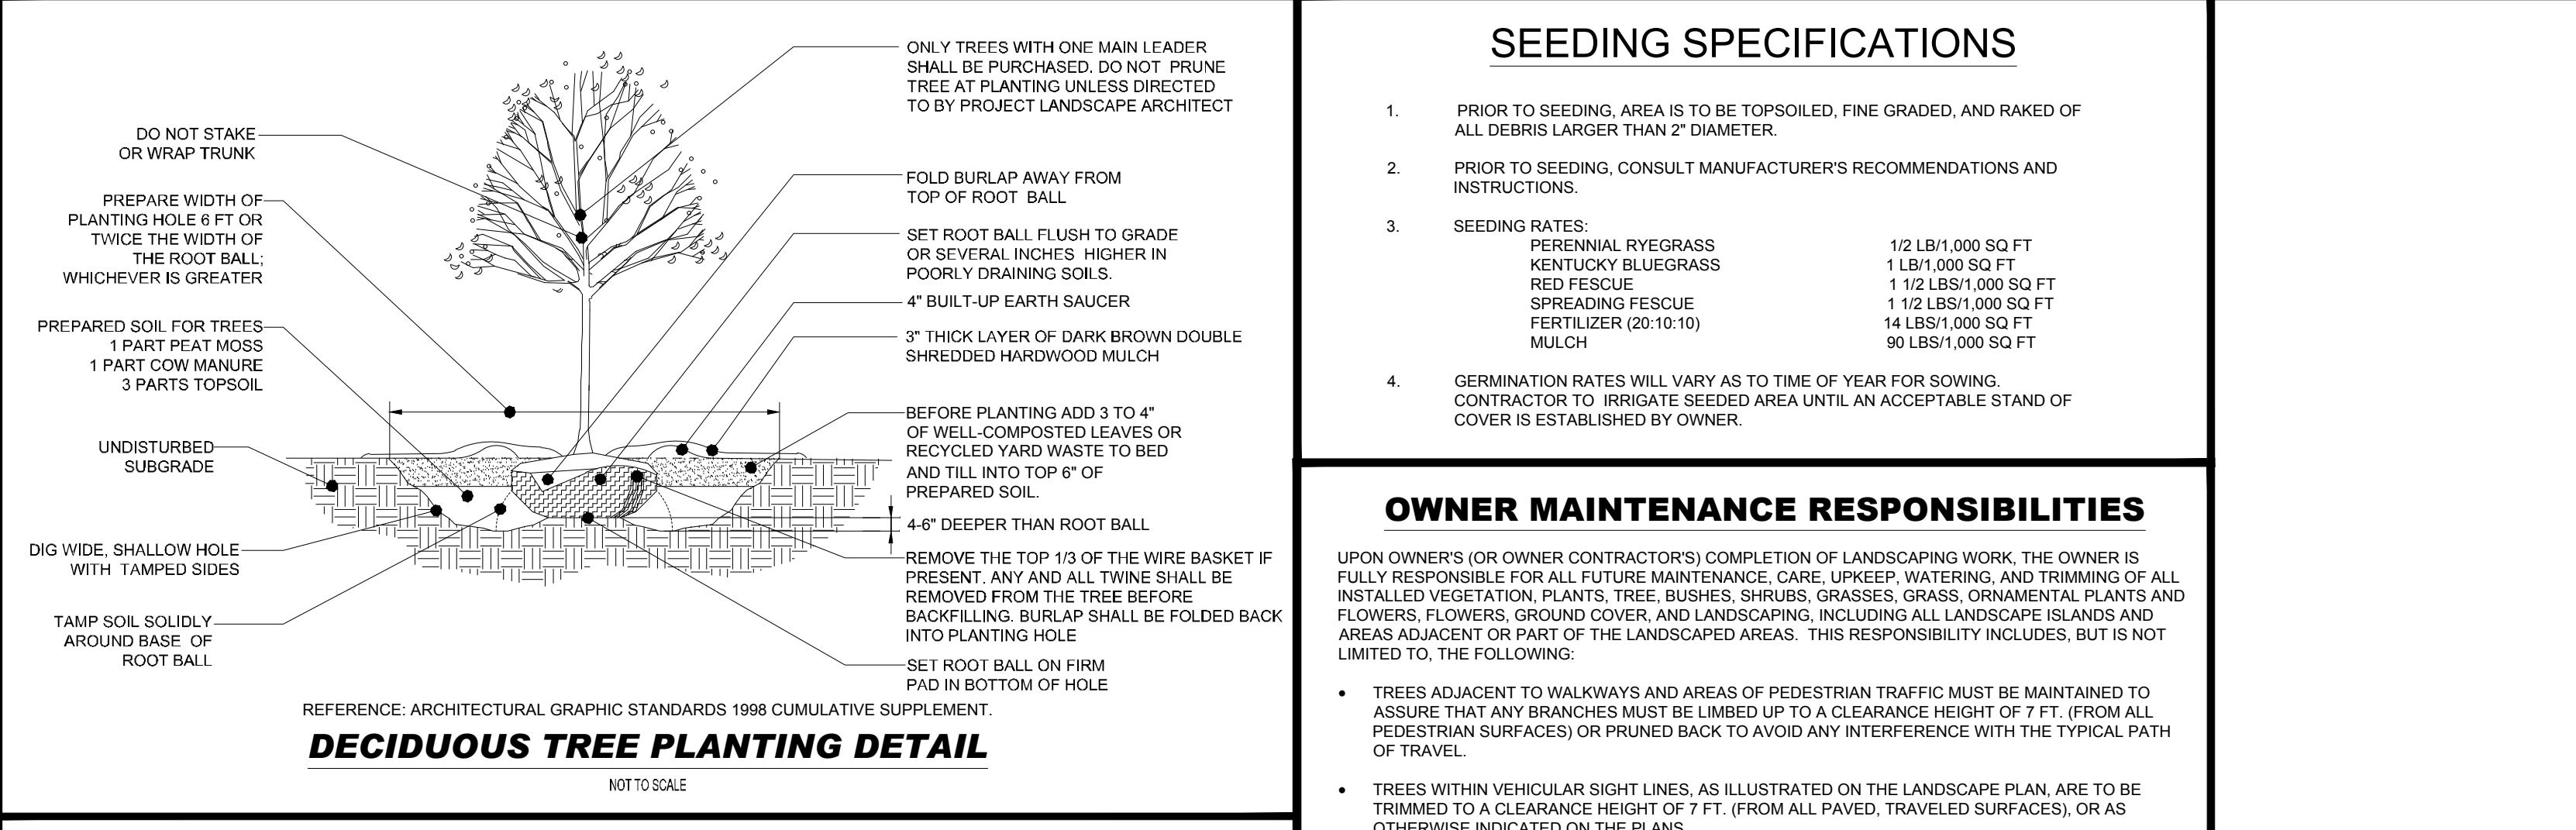 ONLY TREES WITH ONE MAIN LEADER
SHALL BE PURCHASED. DO NOT PRUNE
TREE AT PLANTING UNLESS DIRECTED
TO BY PROJECT LANDSCAPE ARCHITECT
DO NOT STAKE
OR WRAP TRUNK
FOLD BURLAP AWAY FROM
TOP OF ROOT BALL
PREPARE WIDTH OF
PLANTING HOLE 6 FT OR
TWICE THE WIDTH OF
THE ROOT BALL;
WHICHEVER IS GREATER
SET ROOT BALL FLUSH TO GRADE
OR SEVERAL INCHES HIGHER IN
POORLY DRAINING SOILS.
4" BUILT-UP EARTH SAUCER
PREPARED SOIL FOR TREES
1 PART PEAT MOSS
1 PART COW MANURE
3 PARTS TOPSOIL
3" THICK LAYER OF DARK BROWN DOUBLE
SHREDDED HARDWOOD MULCH
BEFORE PLANTING ADD 3 TO 4"
OF WELL-COMPOSTED LEAVES OR
RECYCLED YARD WASTE TO BED
AND TILL INTO TOP 6" OF
PREPARED SOIL.
UNDISTURBED
SUBGRADE
4-6" DEEPER THAN ROOT BALL
DIG WIDE, SHALLOW HOLE
WITH TAMPED SIDES
REMOVE THE TOP 1/3 OF THE WIRE BASKET IF
PRESENT. ANY AND ALL TWINE SHALL BE
REMOVED FROM THE TREE BEFORE
BACKFILLING. BURLAP SHALL BE FOLDED BACK
INTO PLANTING HOLE
TAMP SOIL SOLIDLY
AROUND BASE OF
ROOT BALL
SET ROOT BALL ON FIRM
PAD IN BOTTOM OF HOLE
REFERENCE: ARCHITECTURAL GRAPHIC STANDARDS 1998 CUMULATIVE SUPPLEMENT.
DECIDUOUS TREE PLANTING DETAIL
NOT TO SCALE
SEEDING SPECIFICATIONS
1. PRIOR TO SEEDING, AREA IS TO BE TOPSOILED, FINE GRADED, AND RAKED OF
ALL DEBRIS LARGER THAN 2" DIAMETER.
2. PRIOR TO SEEDING, CONSULT MANUFACTURER'S RECOMMENDATIONS AND
INSTRUCTIONS.
3. SEEDING RATES:
PERENNIAL RYEGRASS 1/2 LB/1,000 SQ FT
KENTUCKY BLUEGRASS 1 LB/1,000 SQ FT
RED FESCUE 1 1/2 LBS/1,000 SQ FT
SPREADING FESCUE 1 1/2 LBS/1,000 SQ FT
FERTILIZER (20:10:10) 14 LBS/1,000 SQ FT
MULCH 90 LBS/1,000 SQ FT
4. GERMINATION RATES WILL VARY AS TO TIME OF YEAR FOR SOWING.
CONTRACTOR TO IRRIGATE SEEDED AREA UNTIL AN ACCEPTABLE STAND OF
COVER IS ESTABLISHED BY OWNER.
OWNER MAINTENANCE RESPONSIBILITIES
UPON OWNER'S (OR OWNER CONTRACTOR'S) COMPLETION OF LANDSCAPING WORK, THE OWNER IS
FULLY RESPONSIBLE FOR ALL FUTURE MAINTENANCE, CARE, UPKEEP, WATERING, AND TRIMMING OF ALL
INSTALLED VEGETATION, PLANTS, TREE, BUSHES, SHRUBS, GRASSES, GRASS, ORNAMENTAL PLANTS AND
FLOWERS, FLOWERS, GROUND COVER, AND LANDSCAPING, INCLUDING ALL LANDSCAPE ISLANDS AND
AREAS ADJACENT OR PART OF THE LANDSCAPED AREAS. THIS RESPONSIBILITY INCLUDES, BUT IS NOT
LIMITED TO, THE FOLLOWING:
• TREES ADJACENT TO WALKWAYS AND AREAS OF PEDESTRIAN TRAFFIC MUST BE MAINTAINED TO
ASSURE THAT ANY BRANCHES MUST BE LIMBED UP TO A CLEARANCE HEIGHT OF 7 FT. (FROM ALL
PEDESTRIAN SURFACES) OR PRUNED BACK TO AVOID ANY INTERFERENCE WITH THE TYPICAL PATH
OF TRAVEL.
• TREES WITHIN VEHICULAR SIGHT LINES, AS ILLUSTRATED ON THE LANDSCAPE PLAN, ARE TO BE
TRIMMED TO A CLEARANCE HEIGHT OF 7 FT. (FROM ALL PAVED, TRAVELED SURFACES), OR AS
OTHERWISE INDICATED ON THE PLANS.